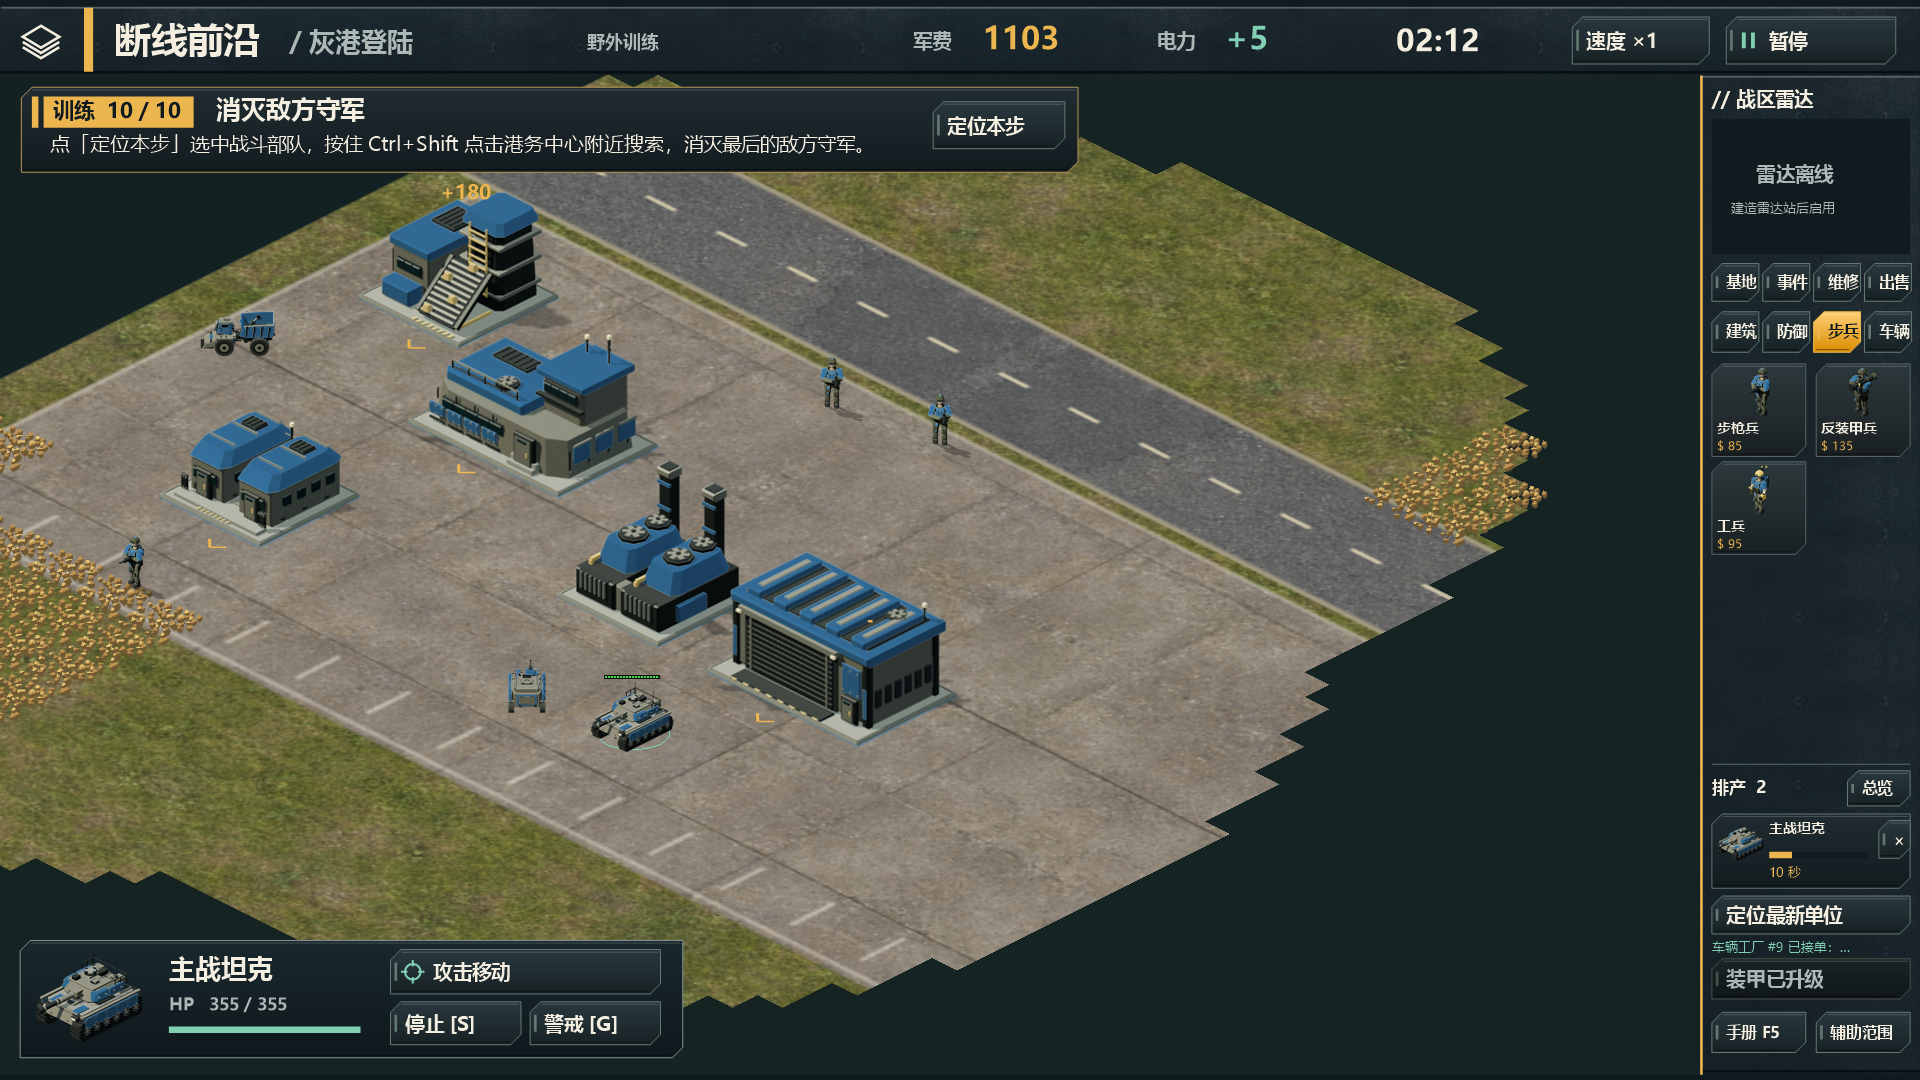 断线前沿 / 灰港登陆
野外训练
军费 1103
电力 +5
02:12
速度 ×1
暂停
训练 10 / 10 消灭敌方守军
点「定位本步」选中战斗部队，按住 Ctrl+Shift 点击港务中心附近搜索，消灭最后的敌方守军。
定位本步
+180
// 战区雷达
雷达离线
建造雷达站后启用
基地 事件 维修 出售
建筑 防御 步兵 车辆
步枪兵
$ 85
反装甲兵
$ 135
工兵
$ 95
排产 2
总览
主战坦克
×
10 秒
定位最新单位
车辆工厂 #9 已接单：...
装甲已升级
手册 F5
辅助范围
主战坦克
HP 355 / 355
攻击移动
停止 [S]
警戒 [G]